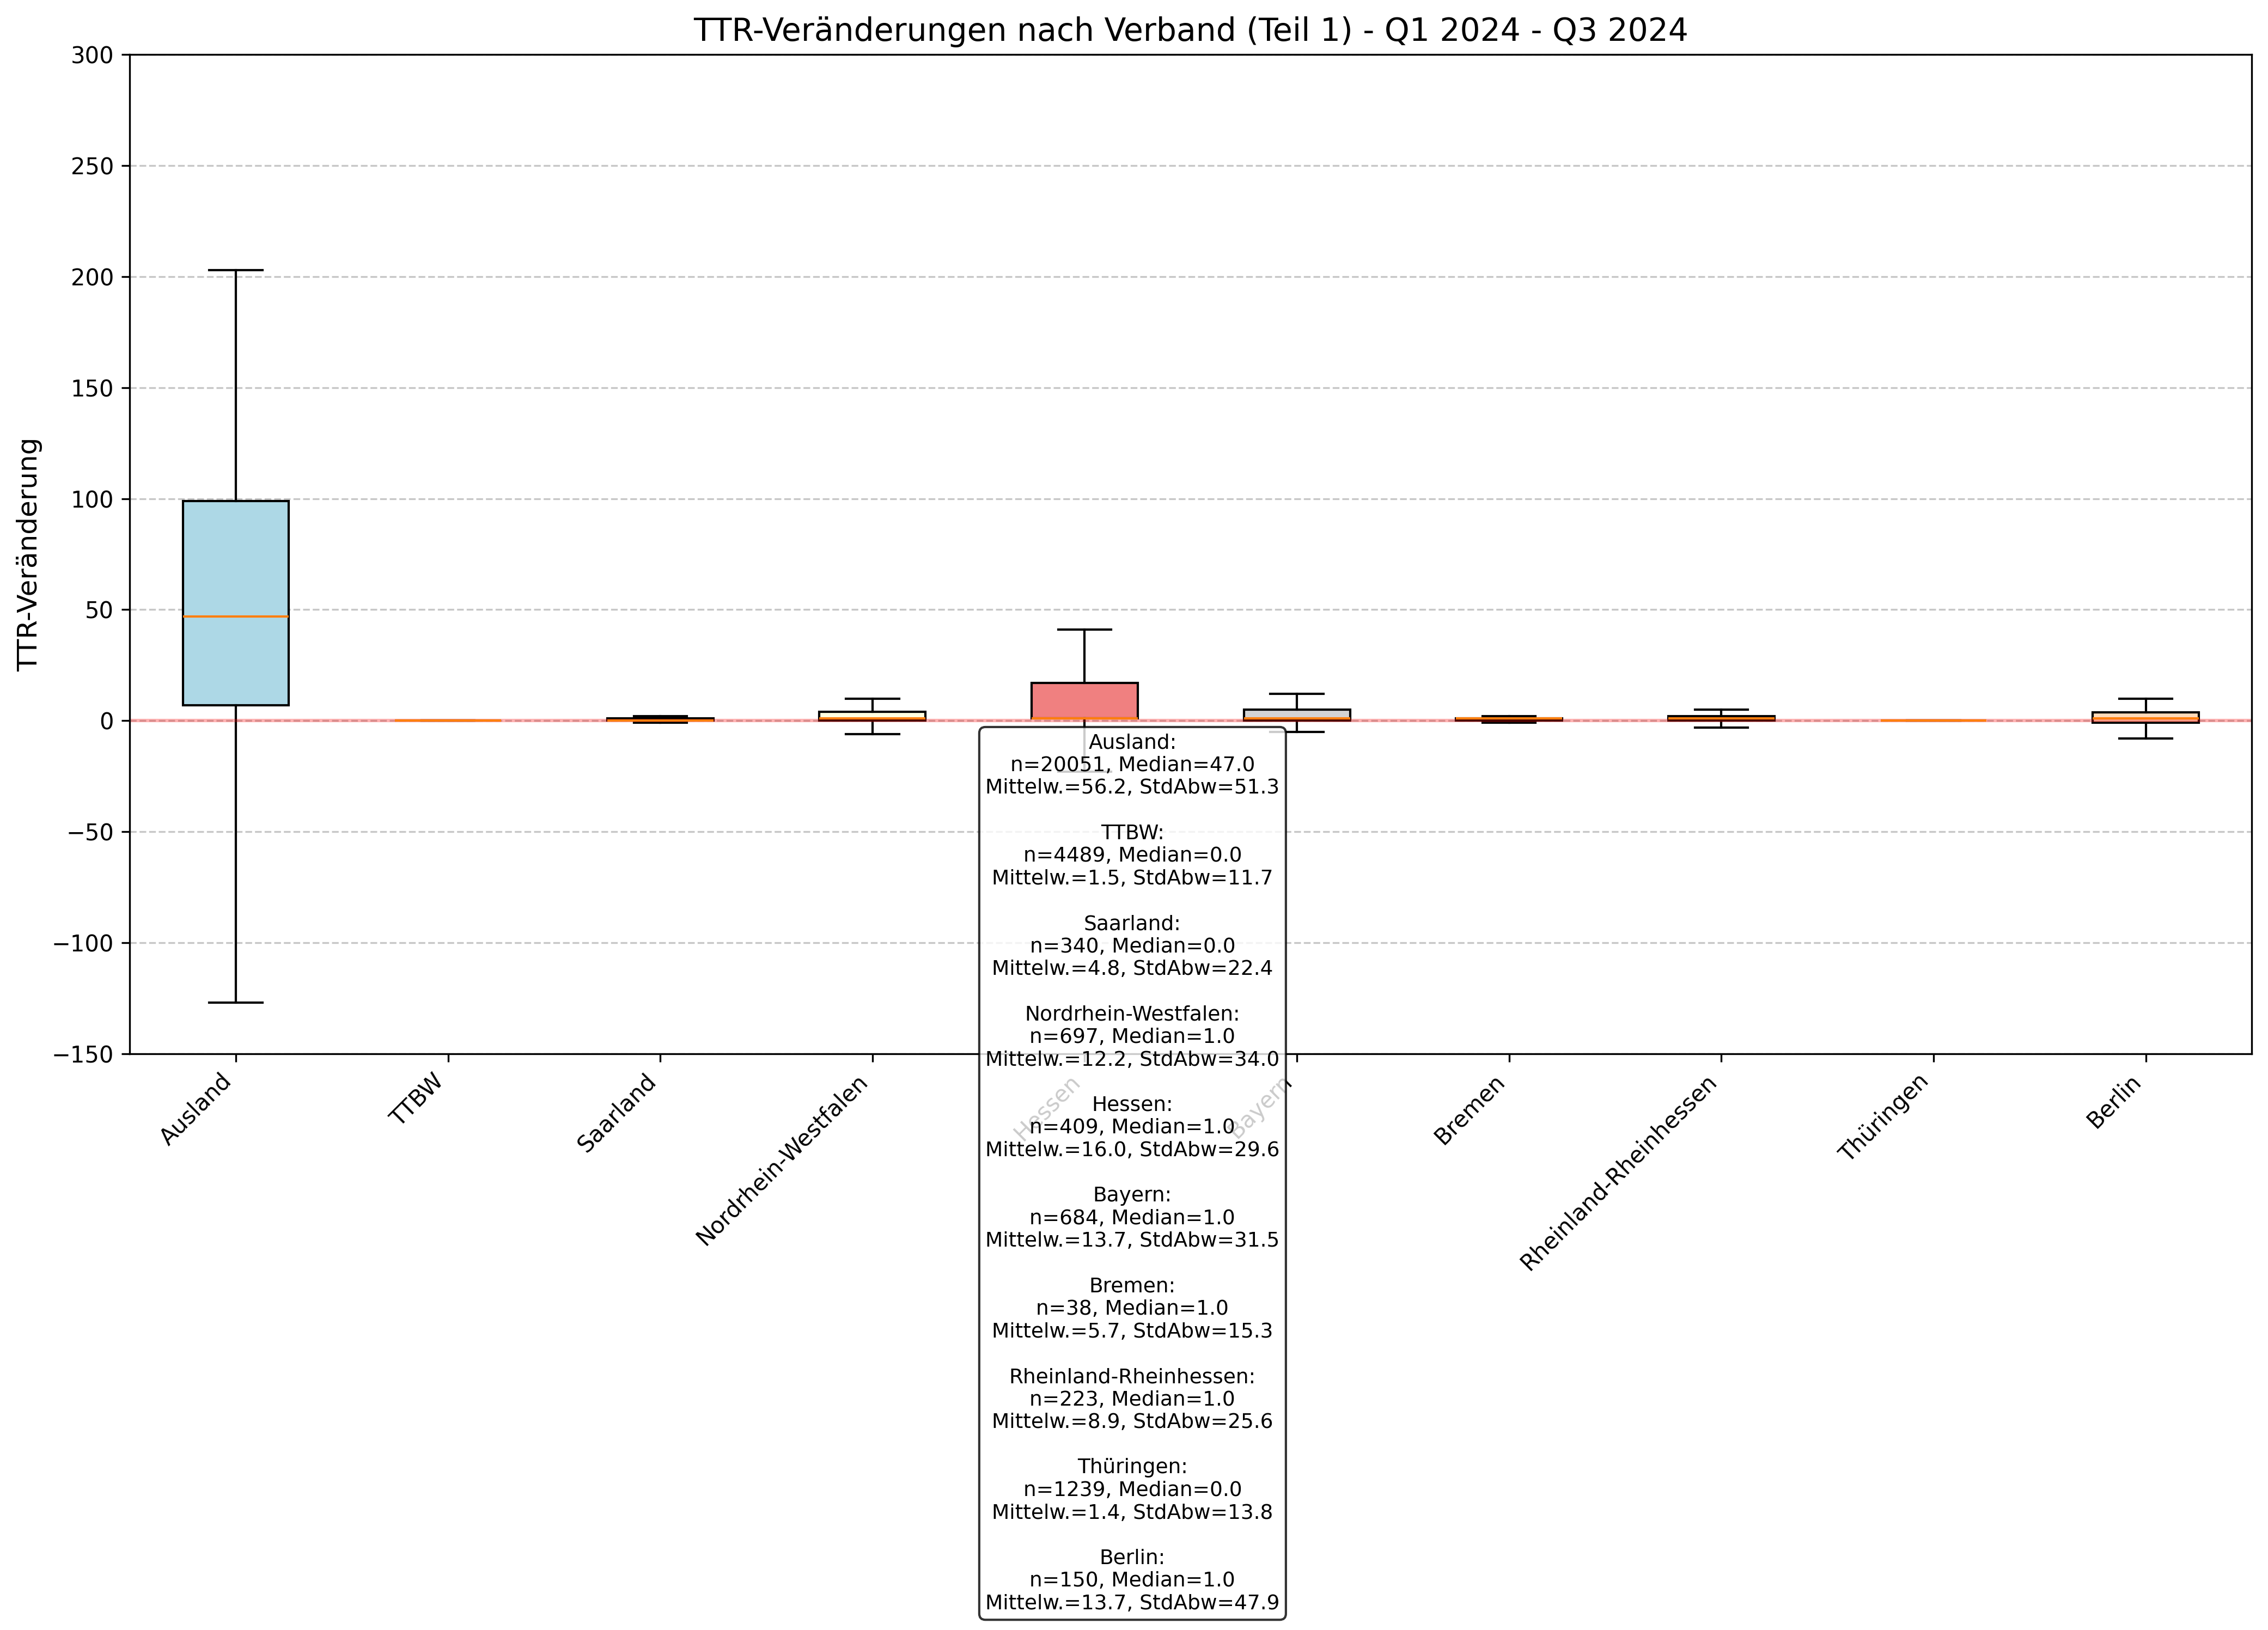 TTR-Veränderungen nach Verband (Teil 1) - Q1 2024 - Q3 2024
TTR-Veränderung
300
250
200
150
100
50
0
−50
−100
−150
Ausland
TTBW
Saarland
Nordrhein-Westfalen
Hessen
Bayern
Bremen
Rheinland-Rheinhessen
Thüringen
Berlin
Ausland:
n=20051, Median=47.0
Mittelw.=56.2, StdAbw=51.3
TTBW:
n=4489, Median=0.0
Mittelw.=1.5, StdAbw=11.7
Saarland:
n=340, Median=0.0
Mittelw.=4.8, StdAbw=22.4
Nordrhein-Westfalen:
n=697, Median=1.0
Mittelw.=12.2, StdAbw=34.0
Hessen:
n=409, Median=1.0
Mittelw.=16.0, StdAbw=29.6
Bayern:
n=684, Median=1.0
Mittelw.=13.7, StdAbw=31.5
Bremen:
n=38, Median=1.0
Mittelw.=5.7, StdAbw=15.3
Rheinland-Rheinhessen:
n=223, Median=1.0
Mittelw.=8.9, StdAbw=25.6
Thüringen:
n=1239, Median=0.0
Mittelw.=1.4, StdAbw=13.8
Berlin:
n=150, Median=1.0
Mittelw.=13.7, StdAbw=47.9